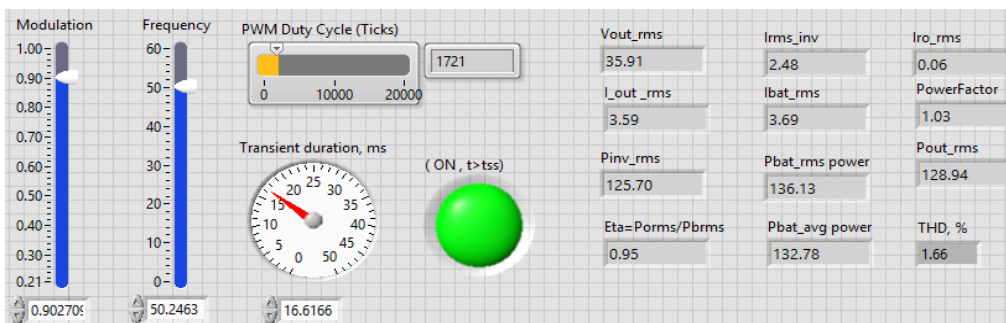 Modulation
1.00
0.90
0.80
0.70
0.60
0.50
0.40
0.30
0.21
0.902709
Frequency
60
50
40
30
20
10
0
50.2463
PWM Duty Cycle (Ticks)
1721
0 10000 20000
Transient duration, ms
0 5 10 15 20 25 30 35 40 45 50
16.6166
( ON , t>tss)
Vout_rms
35.91
I_out _rms
3.59
Pinv_rms
125.70
Eta=Porms/Pbrms
0.95
Irms_inv
2.48
Ibat_rms
3.69
Pbat_rms power
136.13
Pbat_avg power
132.78
Iro_rms
0.06
PowerFactor
1.03
Pout_rms
128.94
THD, %
1.66